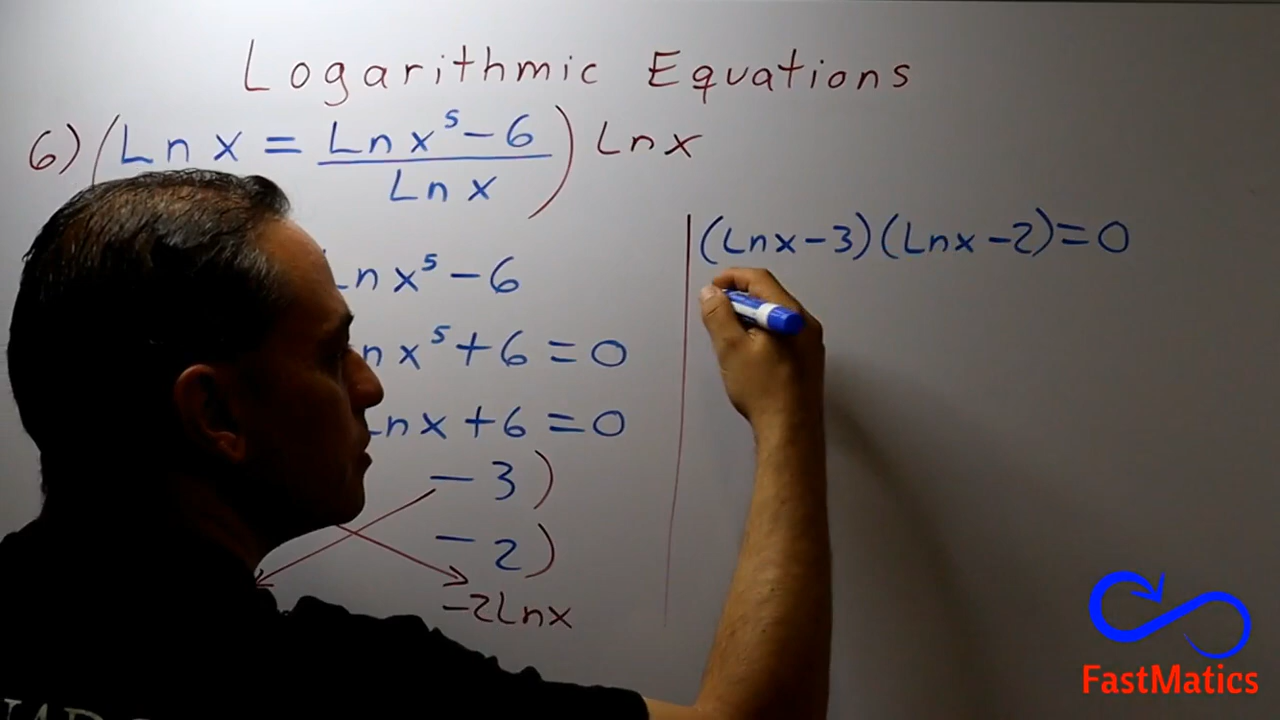 Logarithmic Equations
6) (Ln x = Ln x⁵ - 6 / Ln x) Ln x
Ln x⁵ - 6
n x⁵ + 6 = 0
Ln x + 6 = 0
- 3)
- 2)
-2Lnx
(Lnx - 3)(Lnx - 2) = 0
FastMatics